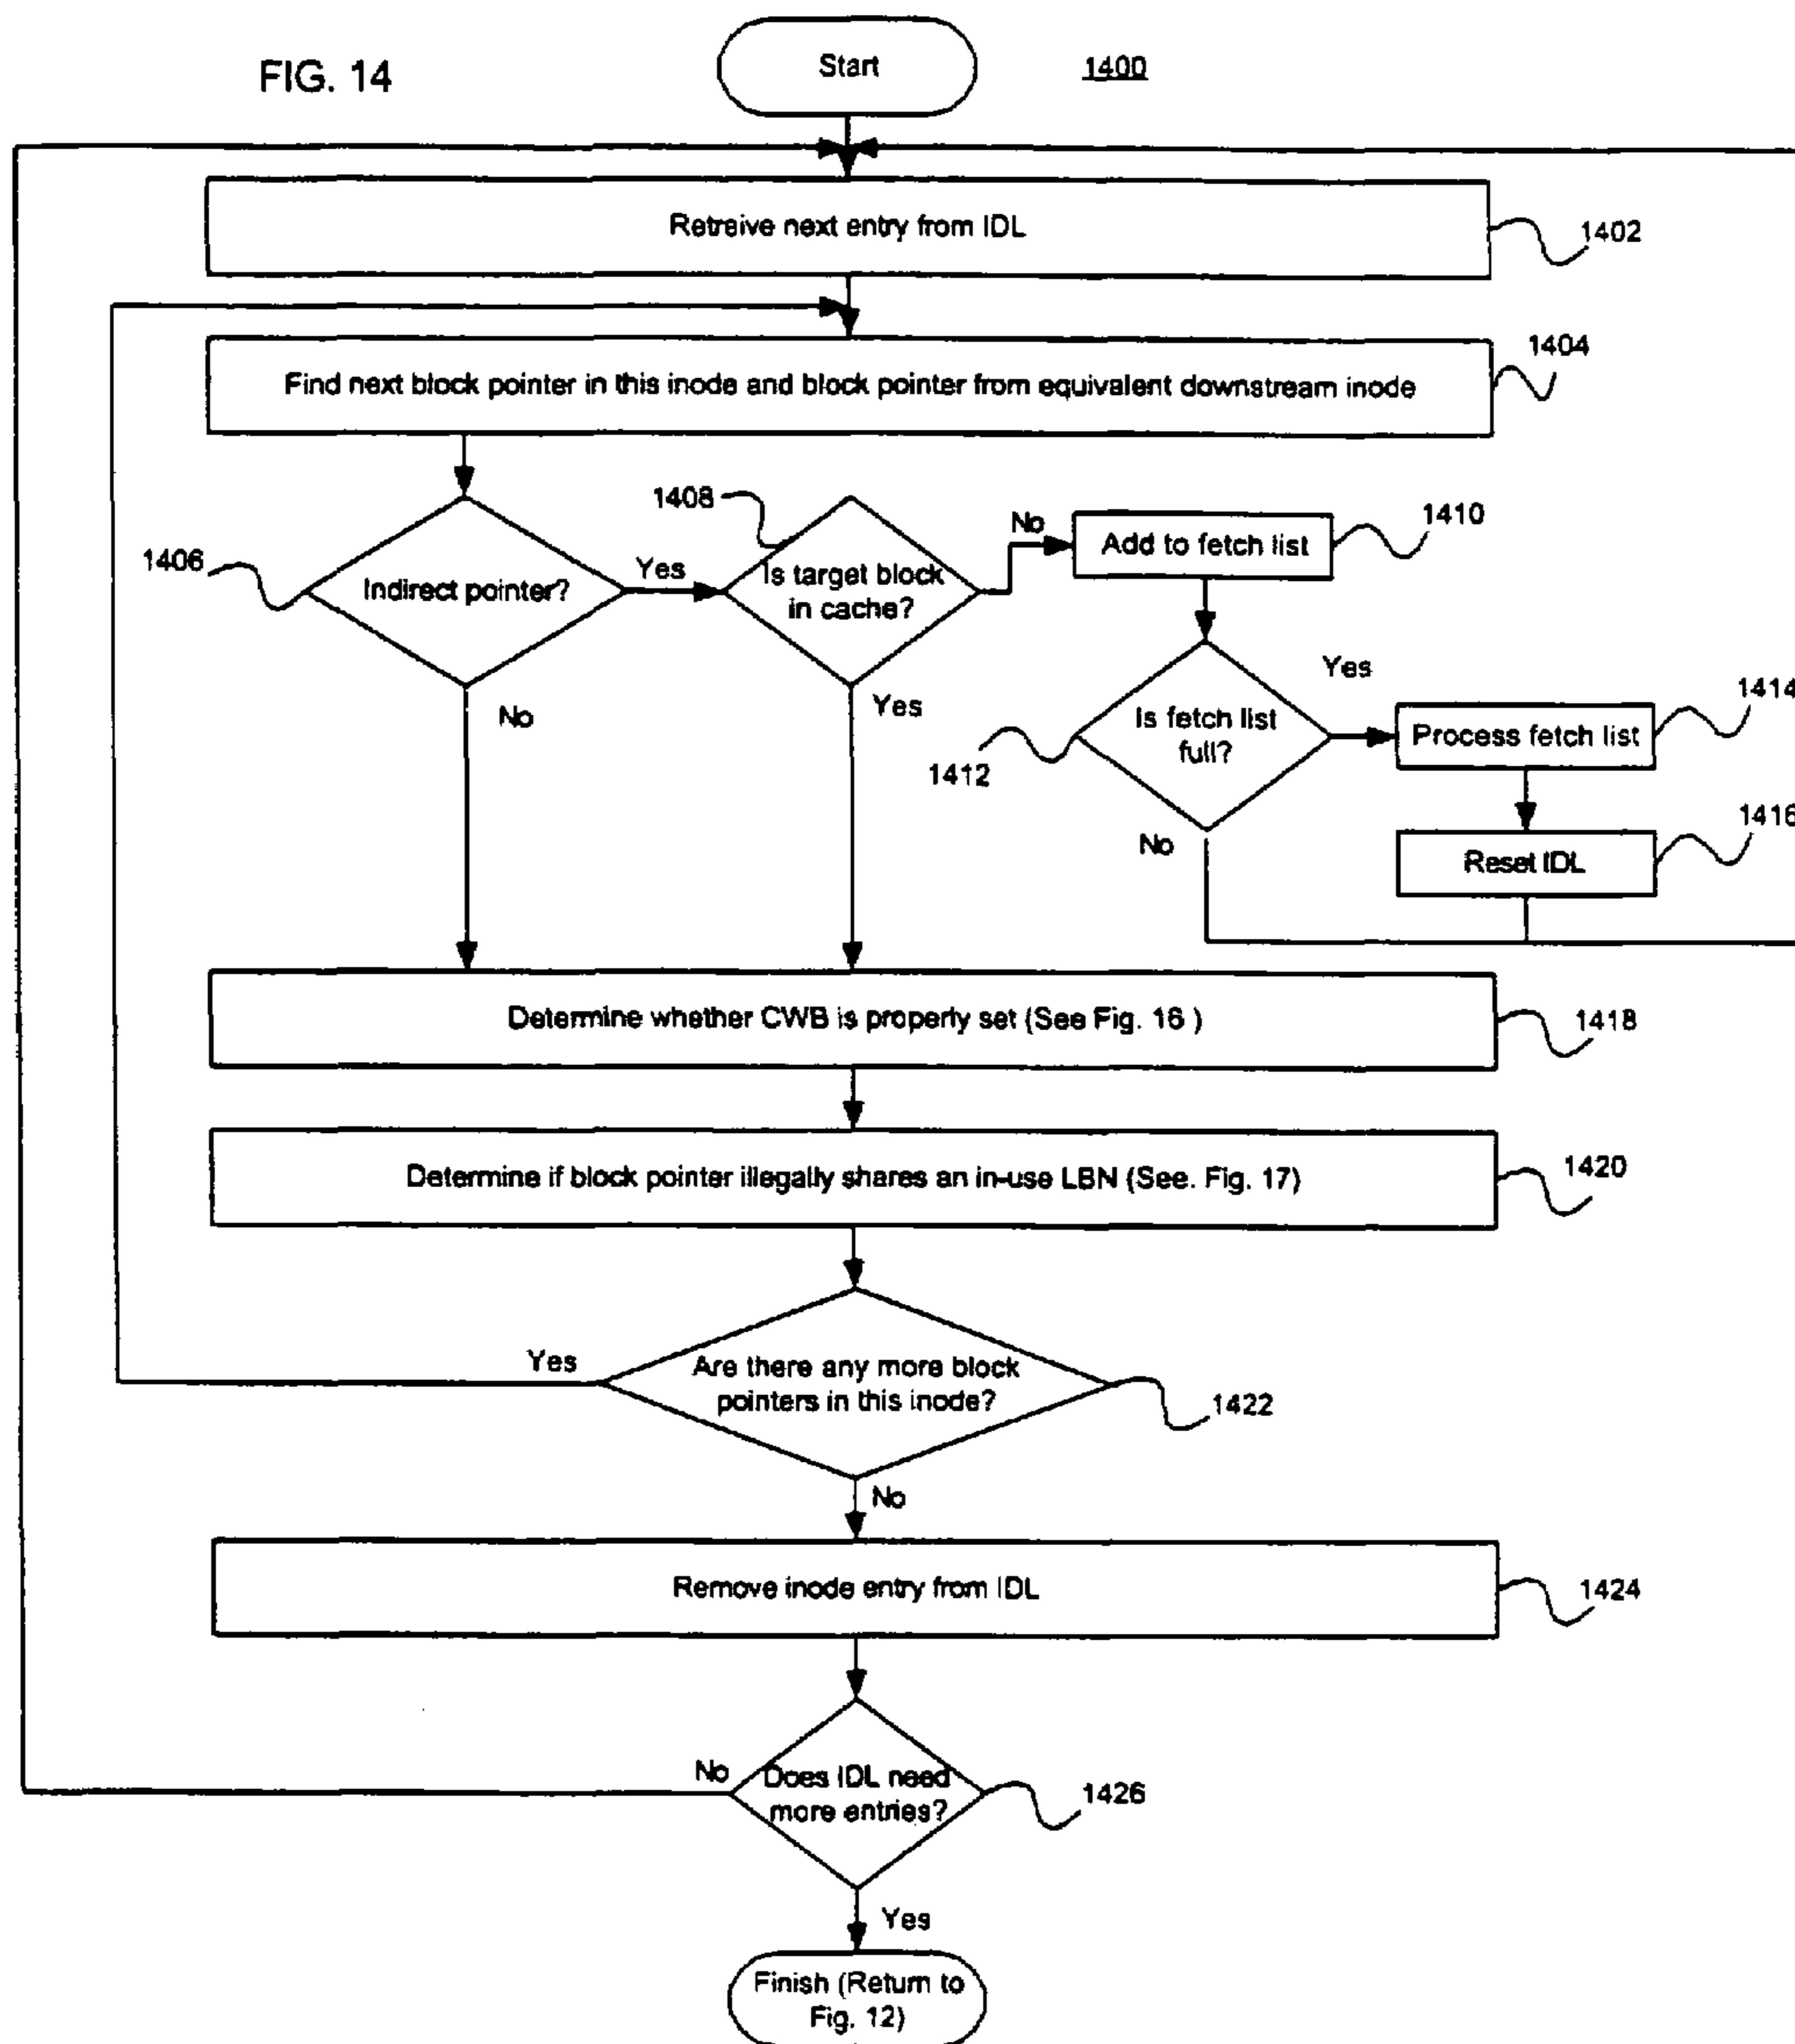 FIG. 14
Start
1400
Retreive next entry from IDL
1402
1404
Find next block pointer in this inode and block pointer from equivalent downstream inode
1406
Indirect pointer?
Yes
No
1408
Is target block
in cache?
No
Yes
Add to fetch list
1410
Is fetch list
full?
1412
Yes
No
Process fetch list
1414
Reset IDL
1416
Determine whether CWB is properly set (See Fig. 16 )
1418
Determine if block pointer illegally shares an in-use LBN (See. Fig. 17)
1420
Yes
Are there any more block
pointers in this inode?
1422
No
Remove inode entry from IDL
1424
No
Does IDL need
more entries?
1426
Yes
Finish (Return to
Fig. 12)